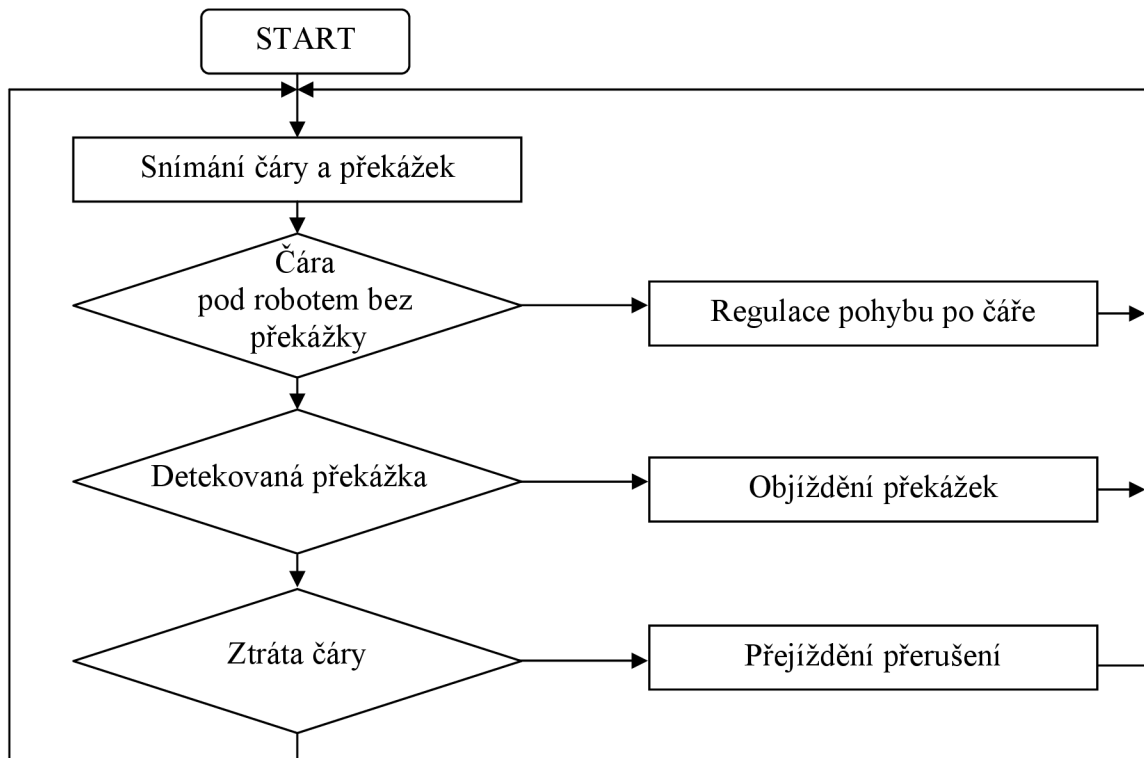 START
Snímání čáry a překážek
Čára
pod robotem bez
překážky
Regulace pohybu po čáře
Detekovaná překážka
Objíždění překážek
Ztráta čáry
Přejíždění přerušení